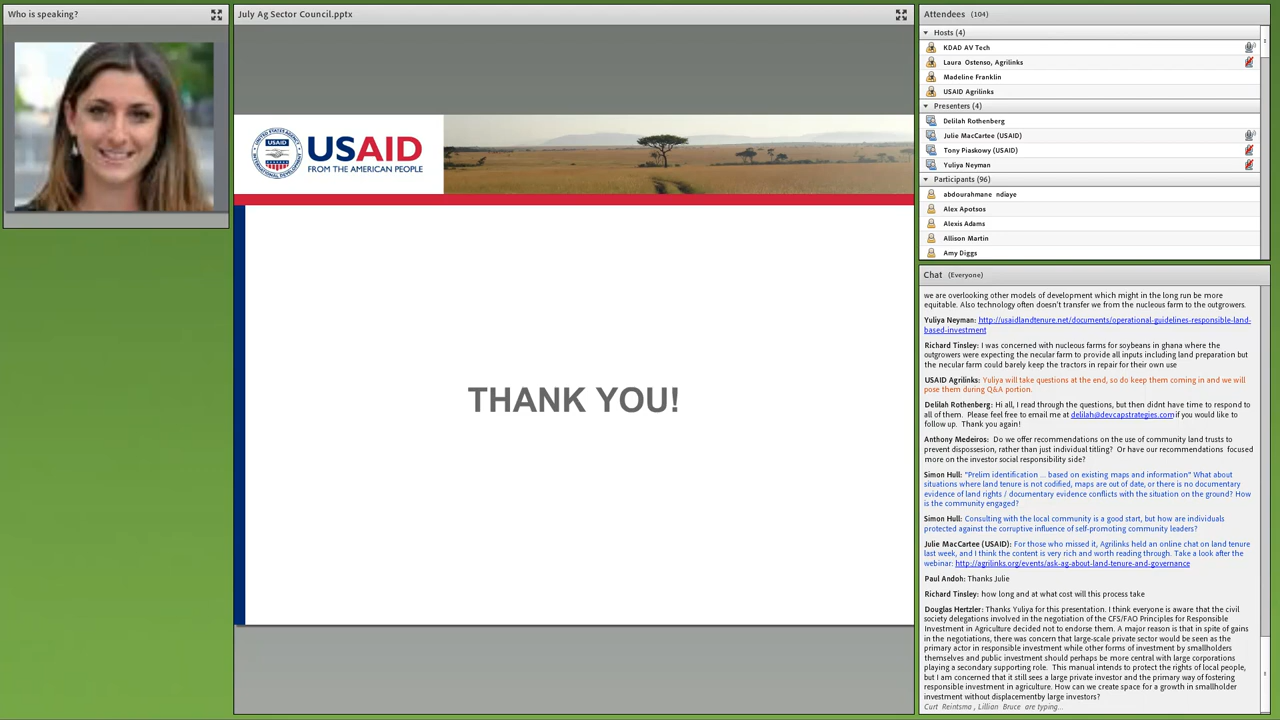 Who is speaking?
July Ag Sector Council.pptx
USAID
USAID
FROM THE AMERICAN PEOPLE
THANK YOU!
Attendees (104)
Hosts (4)
KDAD AV Tech
Laura Ostenso, Agrilinks
Madeline Franklin
USAID Agrilinks
Presenters (4)
Delilah Rothenberg
Julie MacCartee (USAID)
Tony Piaskowy (USAID)
Yuliya Neyman
Participants (96)
abdourahmane ndiaye
Alex Apotsos
Alexis Adams
Allison Martin
Amy Diggs
Chat (Everyone)
we are overlooking other models of development which might in the long run be more
equitable. Also technology often doesn't transfer we from the nucleous farm to the outgrowers.
Yuliya Neyman: http://usaidlandtenure.net/documents/operational-guidelines-responsible-land-
based-investment
Richard Tinsley: I was concerned with nucleous farms for soybeans in ghana where the
outgrowers were expecting the necular farm to provide all inputs including land preparation but
the necular farm could barely keep the tractors in repair for their own use
USAID Agrilinks: Yuliya will take questions at the end, so do keep them coming in and we will
pose them during Q&A portion.
Delilah Rothenberg: Hi all, I read through the questions, but then didnt have time to respond to
all of them. Please feel free to email me at delilah@devcapstrategies.com if you would like to
follow up. Thank you again!
Anthony Medeiros: Do we offer recommendations on the use of community land trusts to
prevent dispossesion, rather than just individual titling? Or have our recommendations focused
more on the investor social responsibility side?
Simon Hull: "Prelim identification ... based on existing maps and information" What about
situations where land tenure is not codified, maps are out of date, or there is no documentary
evidence of land rights / documentary evidence conflicts with the situation on the ground? How
is the community engaged?
Simon Hull: Consulting with the local community is a good start, but how are individuals
protected against the corruptive influence of self-promoting community leaders?
Julie MacCartee (USAID): For those who missed it, Agrilinks held an online chat on land tenure
last week, and I think the content is very rich and worth reading through. Take a look after the
webinar: http://agrilinks.org/events/ask-ag-about-land-tenure-and-governance
Paul Andoh: Thanks Julie
Richard Tinsley: how long and at what cost will this process take
Douglas Hertzler: Thanks Yuliya for this presentation. I think everyone is aware that the civil
society delegations involved in the negotiation of the CFS/FAO Principles for Responsible
Investment in Agriculture decided not to endorse them. A major reason is that in spite of gains
in the negotiations, there was concern that large-scale private sector would be seen as the
primary actor in responsible investment while other forms of investment by smallholders
themselves and public investment should perhaps be more central with large corporations
playing a secondary supporting role. This manual intends to protect the rights of local people,
but I am concerned that it still sees a large private investor and the primary way of fostering
responsible investment in agriculture. How can we create space for a growth in smallholder
investment without displacementby large investors?
Curt Reintsma , Lillian Bruce are typing...